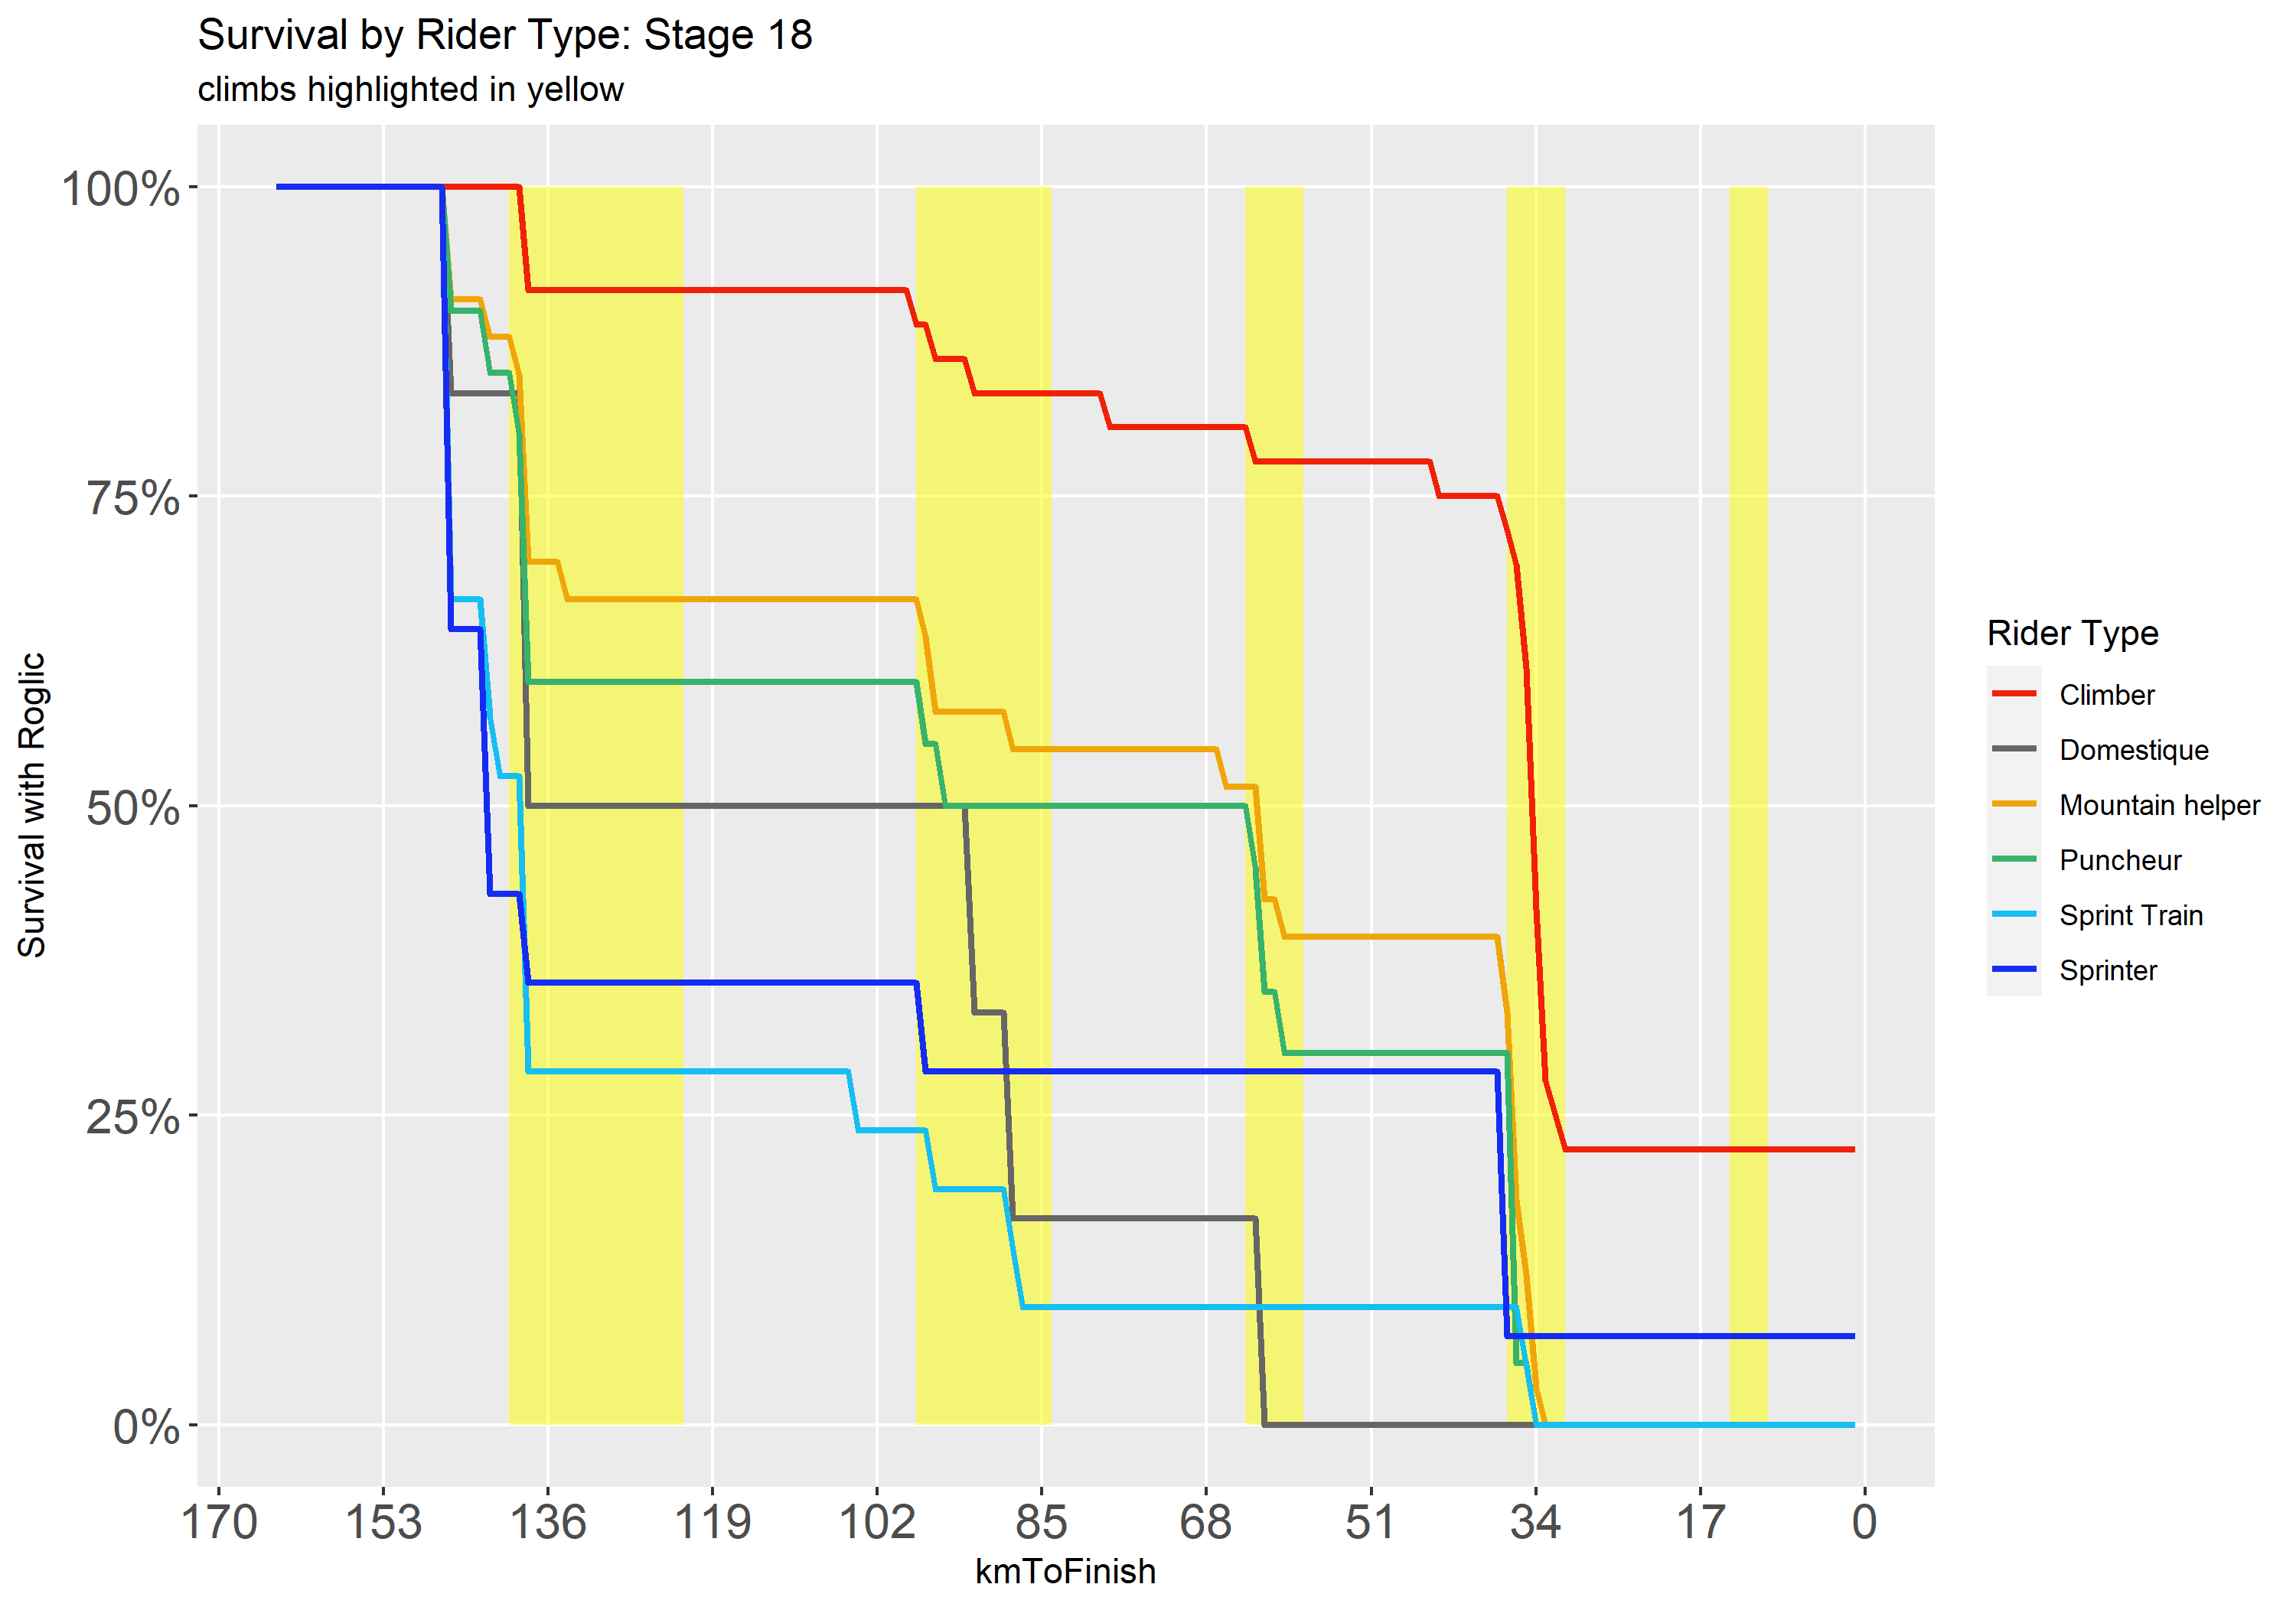 Survival by Rider Type: Stage 18
climbs highlighted in yellow
Survival with Roglic
100%
75%
50%
25%
0%
170 153 136 119 102 85 68 51 34 17 0
kmToFinish
Rider Type
Climber
Domestique
Mountain helper
Puncheur
Sprint Train
Sprinter